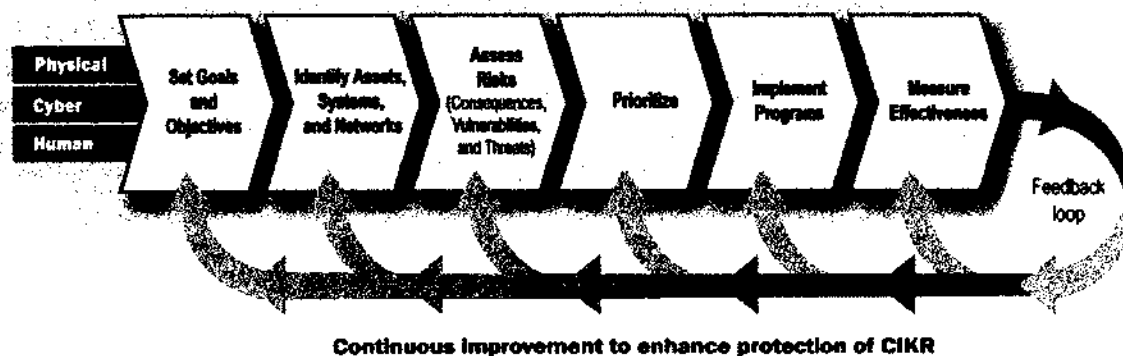 Physical
Cyber
Human
Set Goals
and
Objectives
Identify Assets,
Systems,
and Networks
Assess
Risks
(Consequences,
Vulnerabilities,
and Threats)
Prioritize
Implement
Programs
Measure
Effectiveness
Feedback
loop
Continuous improvement to enhance protection of CIKR